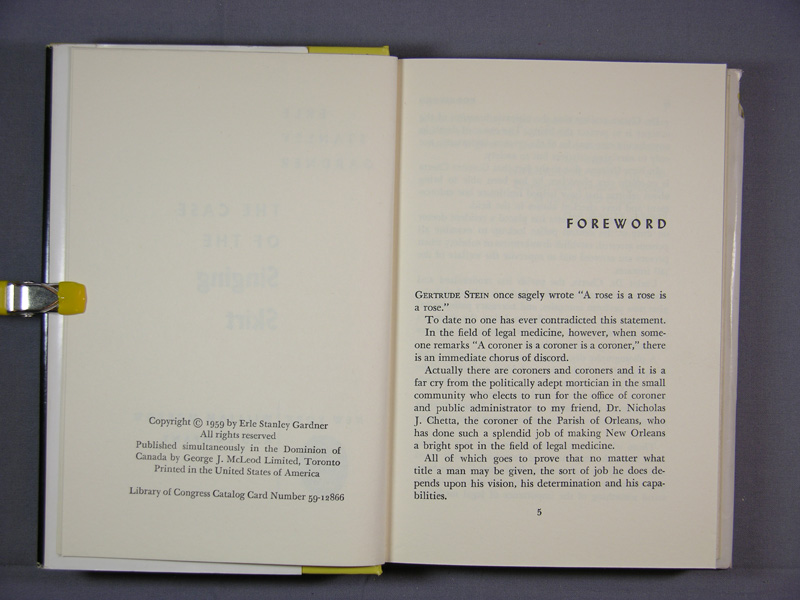 Copyright © 1959 by Erle Stanley Gardner
All rights reserved
Published simultaneously in the Dominion of
Canada by George J. McLeod Limited, Toronto
Printed in the United States of America
Library of Congress Catalog Card Number 59-12866
FOREWORD
GERTRUDE STEIN once sagely wrote "A rose is a rose is
a rose."
To date no one has ever contradicted this statement.
In the field of legal medicine, however, when some-
one remarks "A coroner is a coroner is a coroner," there
is an immediate chorus of discord.
Actually there are coroners and coroners and it is a
far cry from the politically adept mortician in the small
community who elects to run for the office of coroner
and public administrator to my friend, Dr. Nicholas
J. Chetta, the coroner of the Parish of Orleans, who
has done such a splendid job of making New Orleans
a bright spot in the field of legal medicine.
All of which goes to prove that no matter what
title a man may be given, the sort of job he does de-
pends upon his vision, his determination and his capa-
bilities.
5